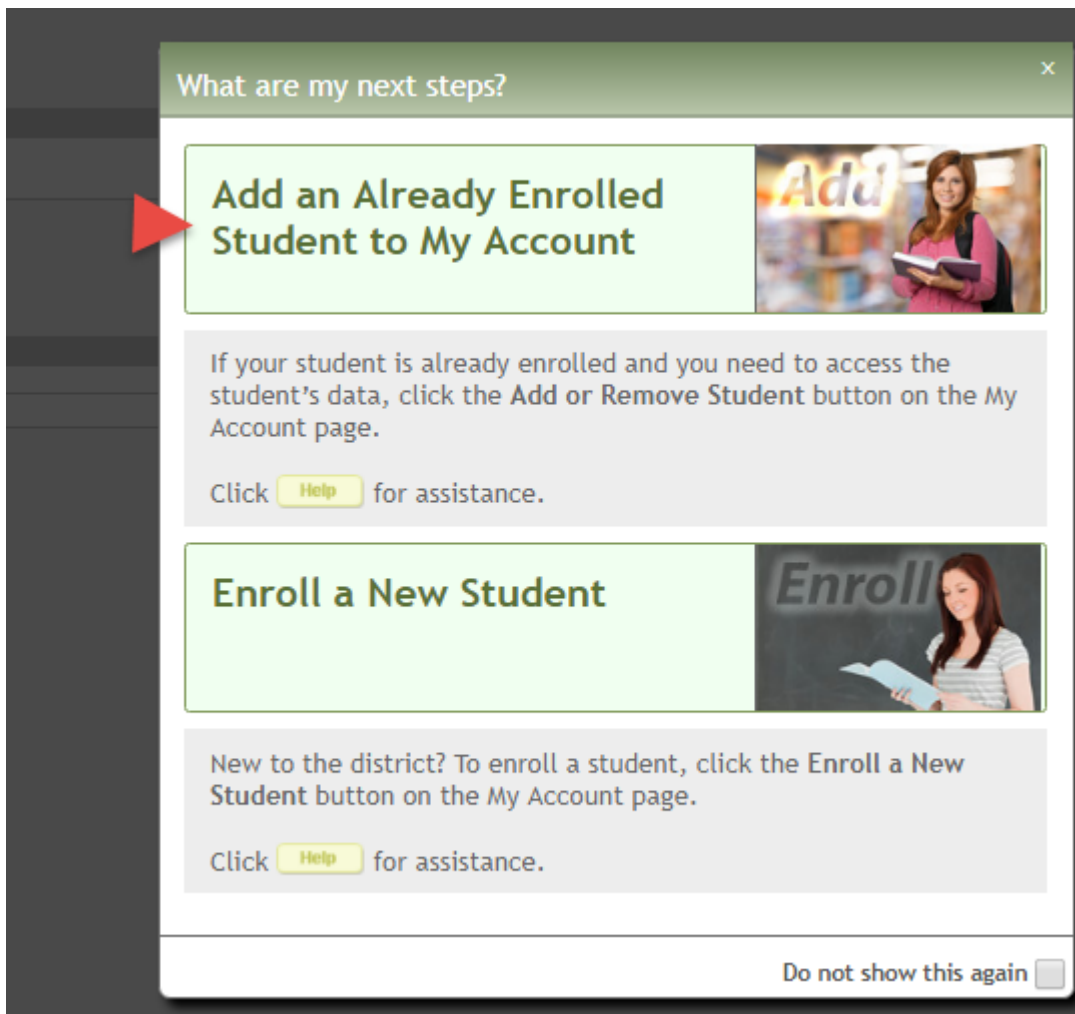 What are my next steps?
×
Add an Already Enrolled
Student to My Account
Add
If your student is already enrolled and you need to access the
student's data, click the Add or Remove Student button on the My
Account page.
Click Help for assistance.
Enroll a New Student
Enroll
New to the district? To enroll a student, click the Enroll a New
Student button on the My Account page.
Click Help for assistance.
Do not show this again